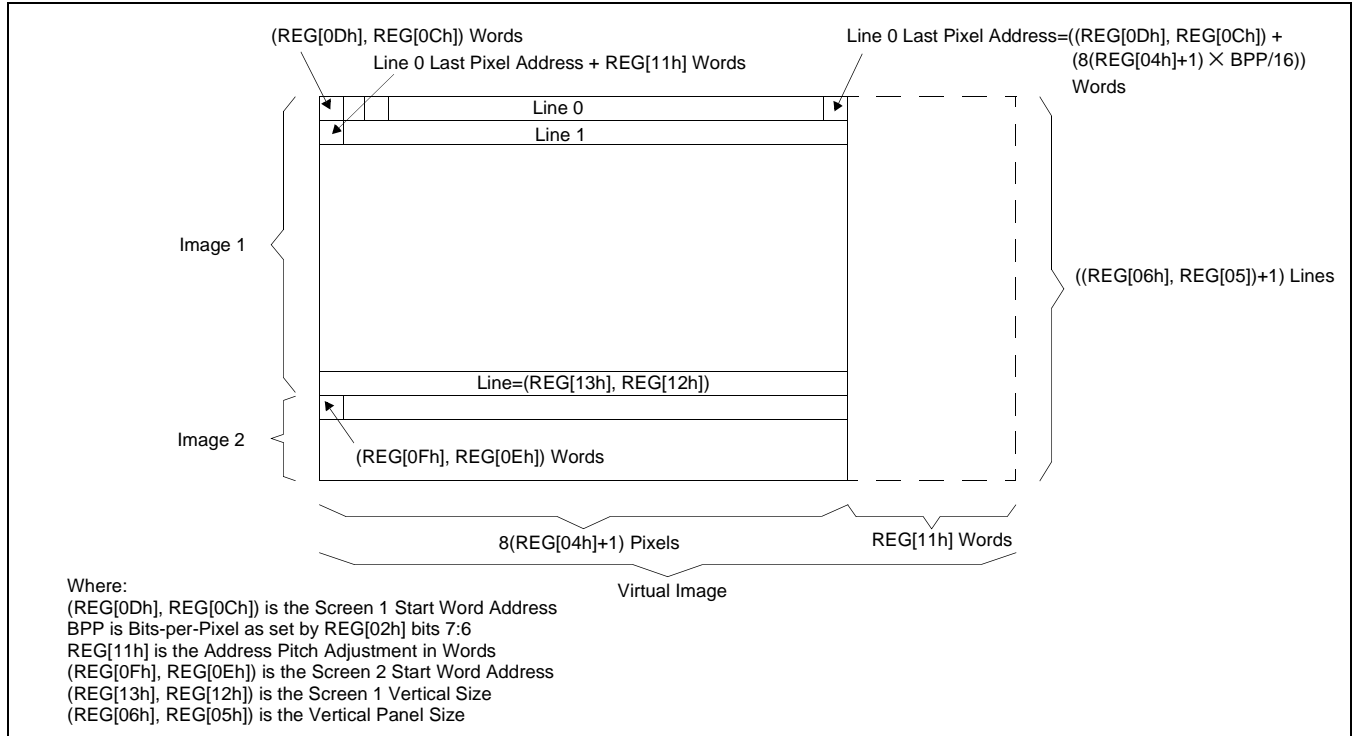 (REG[0Dh], REG[0Ch]) Words
Line 0 Last Pixel Address=((REG[0Dh], REG[0Ch]) +
(8(REG[04h]+1) × BPP/16))
Words
Line 0 Last Pixel Address + REG[11h] Words
Line 0
Line 1
Image 1
((REG[06h], REG[05])+1) Lines
Line=(REG[13h], REG[12h])
Image 2
(REG[0Fh], REG[0Eh]) Words
8(REG[04h]+1) Pixels
REG[11h] Words
Virtual Image
Where:
(REG[0Dh], REG[0Ch]) is the Screen 1 Start Word Address
BPP is Bits-per-Pixel as set by REG[02h] bits 7:6
REG[11h] is the Address Pitch Adjustment in Words
(REG[0Fh], REG[0Eh]) is the Screen 2 Start Word Address
(REG[13h], REG[12h]) is the Screen 1 Vertical Size
(REG[06h], REG[05h]) is the Vertical Panel Size